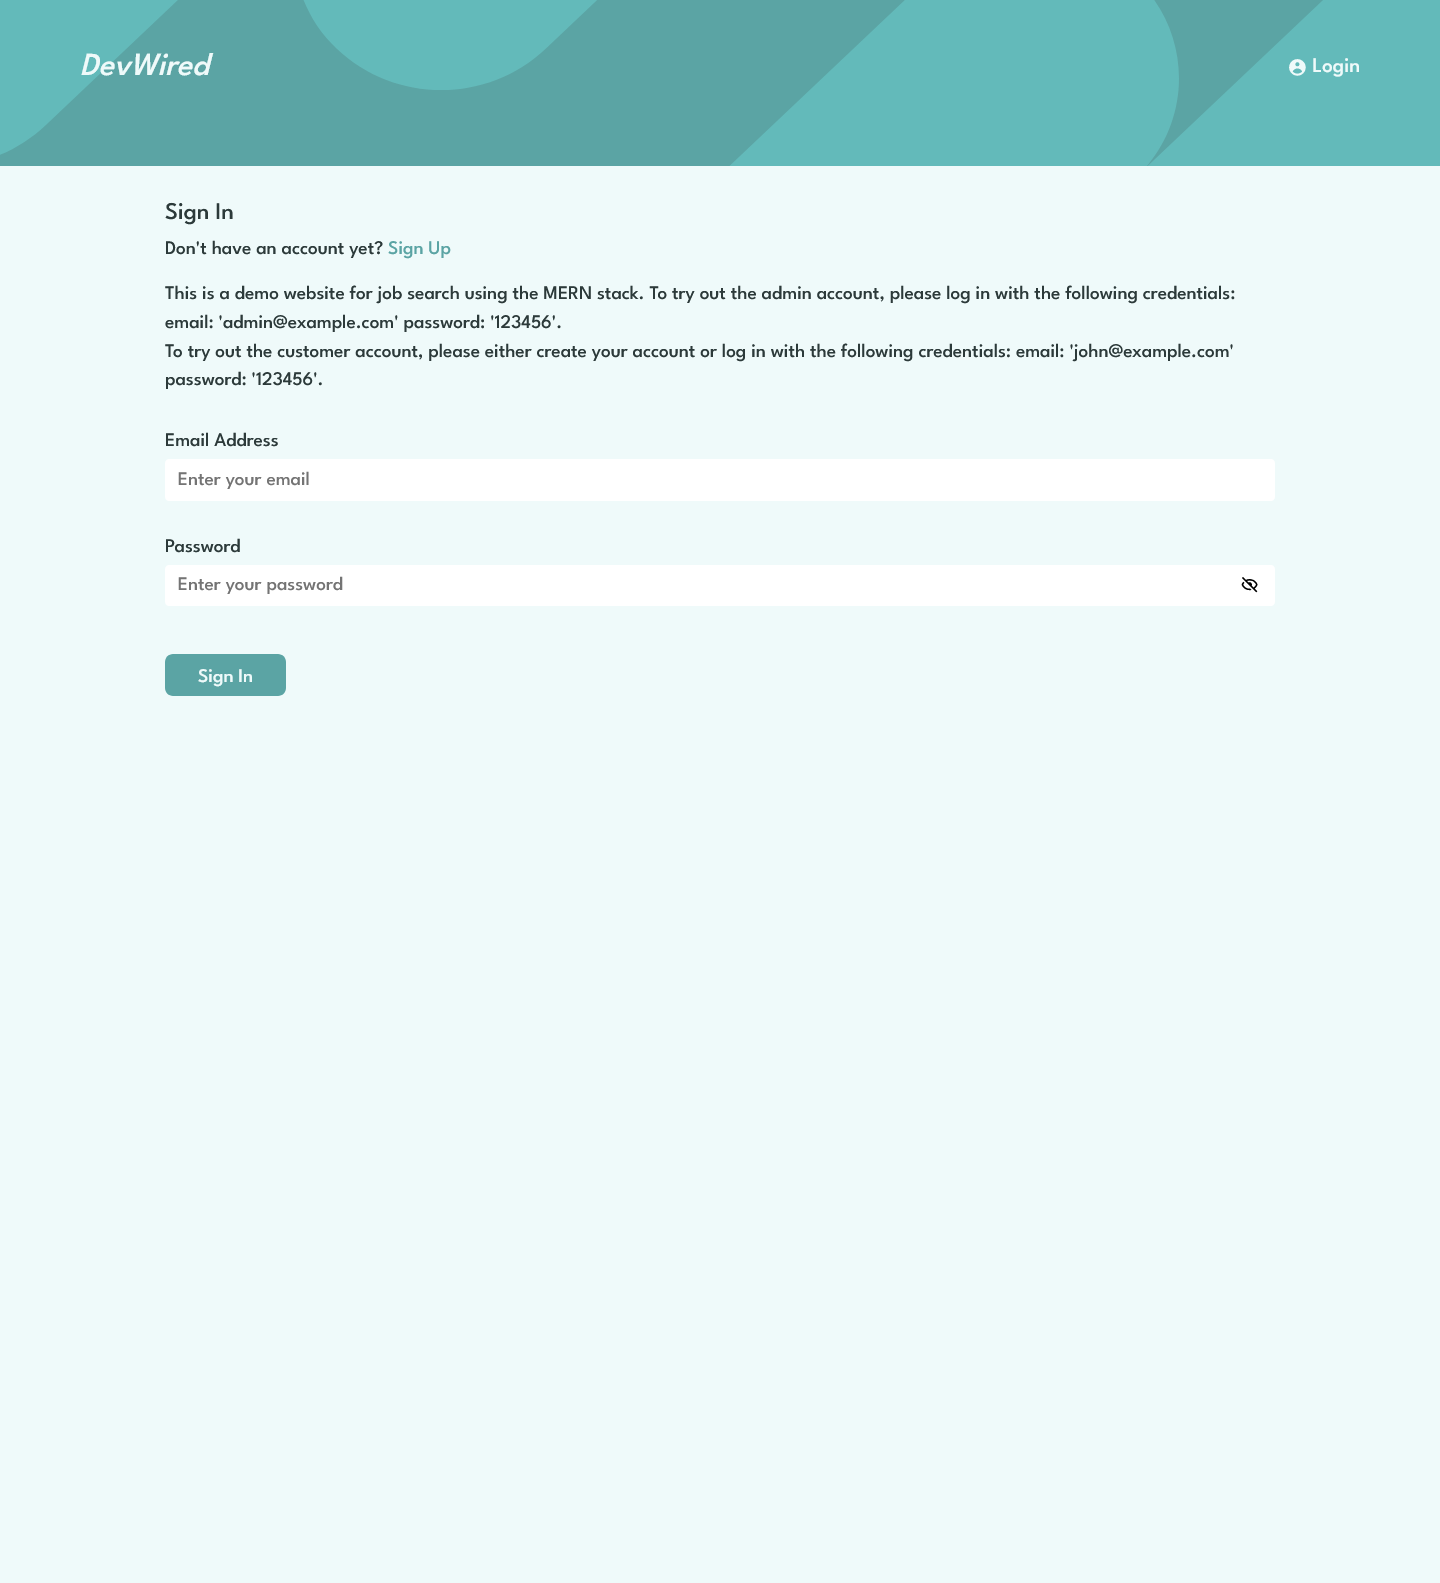 DevWired
Login
Sign In
Don't have an account yet? Sign Up
This is a demo website for job search using the MERN stack. To try out the admin account, please log in with the following credentials:
email: 'admin@example.com' password: '123456'.
To try out the customer account, please either create your account or log in with the following credentials: email: 'john@example.com'
password: '123456'.
Email Address
Enter your email
Password
Enter your password
Sign In